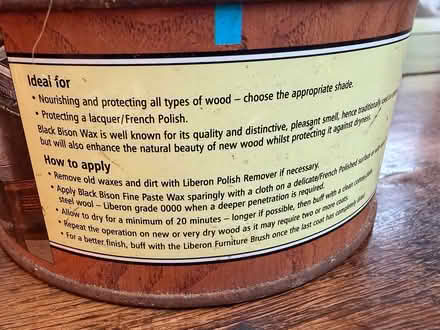 Ideal for
• Nourishing and protecting all types of wood – choose the appropriate shade.
• Protecting a lacquer/French Polish.
Black Bison Wax is well known for its quality and distinctive, pleasant smell, hence traditionally
but will also enhance the natural beauty of new wood whilst protecting it against dryness.
How to apply
• Remove old waxes and dirt with Liberon Polish Remover if necessary.
• Apply Black Bison Fine Paste Wax sparingly with a cloth on a delicate/French Polished surface or
steel wool – Liberon grade 0000 when a deeper penetration is required.
• Allow to dry for a minimum of 20 minutes – longer if possible, then buff with a clean cotton cloth.
• Repeat the operation on new or very dry wood as it may require two or more coats.
• For a better finish, buff with the Liberon Furniture Brush once the last coat has completely